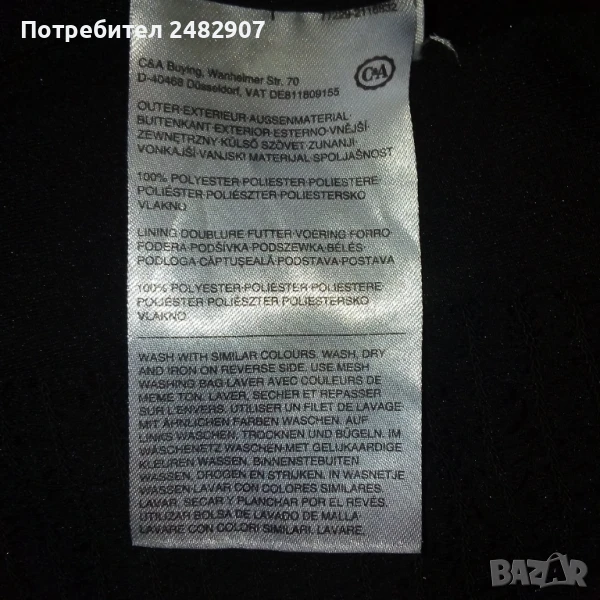 Потребител 2482907
C&A Buying, Wanheimer Str. 70
D-40468 Düsseldorf, VAT DE811809155
C&A
OUTER·EXTERIEUR·AUSSENMATERIAL
BUITENKANT·EXTERIOR·ESTERNO·VNĚJŠÍ·
ZEWNĘTRZNY·KÜLSŐ SZÖVET·ZUNANJI·
VONKAJŠÍ·VANJSKI MATERIJAL·SPOLJAŠNOST
100% POLYESTER·POLIESTER·POLIESTERE·
POLIÉSTER·POLIÉSZTER·POLIESTERSKO
VLAKNO
LINING·DOUBLURE·FUTTER·VOERING·FORRO·
FODERA·PODŠÍVKA·PODSZEWKA·BÉLÉS·
PODLOGA·CĂPTUŞEALĂ·PODSTAVA·POSTAVA
100% POLYESTER·POLIESTER·POLIESTERE·
POLIÉSTER·POLIÉSZTER·POLIESTERSKO
VLAKNO
WASH WITH SIMILAR COLOURS. WASH, DRY
AND IRON ON REVERSE SIDE. USE MESH
WASHING BAG·LAVER AVEC COULEURS DE
MEME TON. LAVER, SECHER ET REPASSER
SUR L'ENVERS. UTILISER UN FILET DE LAVAGE·
MIT ÄHNLICHEN FARBEN WASCHEN. AUF
LINKS WASCHEN, TROCKNEN UND BÜGELN. IM
WÄSCHENETZ WASCHEN·MET GELIJKAARDIGE
KLEUREN WASSEN. BINNENSTEBUITEN
WASSEN, DROGEN EN STRIJKEN. IN WASNETJE
WASSEN·LAVAR CON COLORES SIMILARES.
LAVAR, SECAR Y PLANCHAR POR EL REVÉS.
UTILIZAR BOLSA DE LAVADO DE MALLA·
LAVARE CON COLORI SIMILARI. LAVARE,
BAZAR